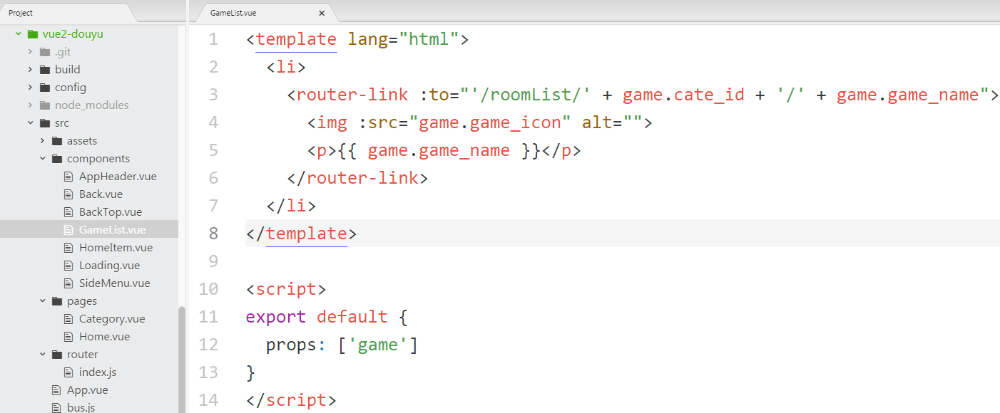 Project
vue2-douyu
.git
build
config
node_modules
src
assets
components
AppHeader.vue
Back.vue
BackTop.vue
GameList.vue
HomeItem.vue
Loading.vue
SideMenu.vue
pages
Category.vue
Home.vue
router
index.js
App.vue
bus.js
GameList.vue
1 <template lang="html">
2   <li>
3     <router-link :to="'/roomList/' + game.cate_id + '/' + game.game_name">
4       <img :src="game.game_icon" alt="">
5       <p>{{ game.game_name }}</p>
6     </router-link>
7   </li>
8 </template>
9
10 <script>
11 export default {
12   props: ['game']
13 }
14 </script>